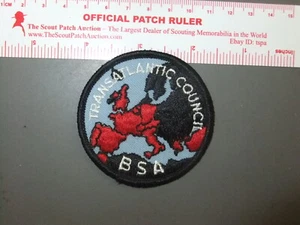 OFFICIAL PATCH RULER
The Scout Patch Auction - The Largest Dealer of Scouting Memorabilia in the World
www.TheScoutPatchAuction.com Ebay ID: tspa
TRANSATLANTIC COUNCIL
BSA